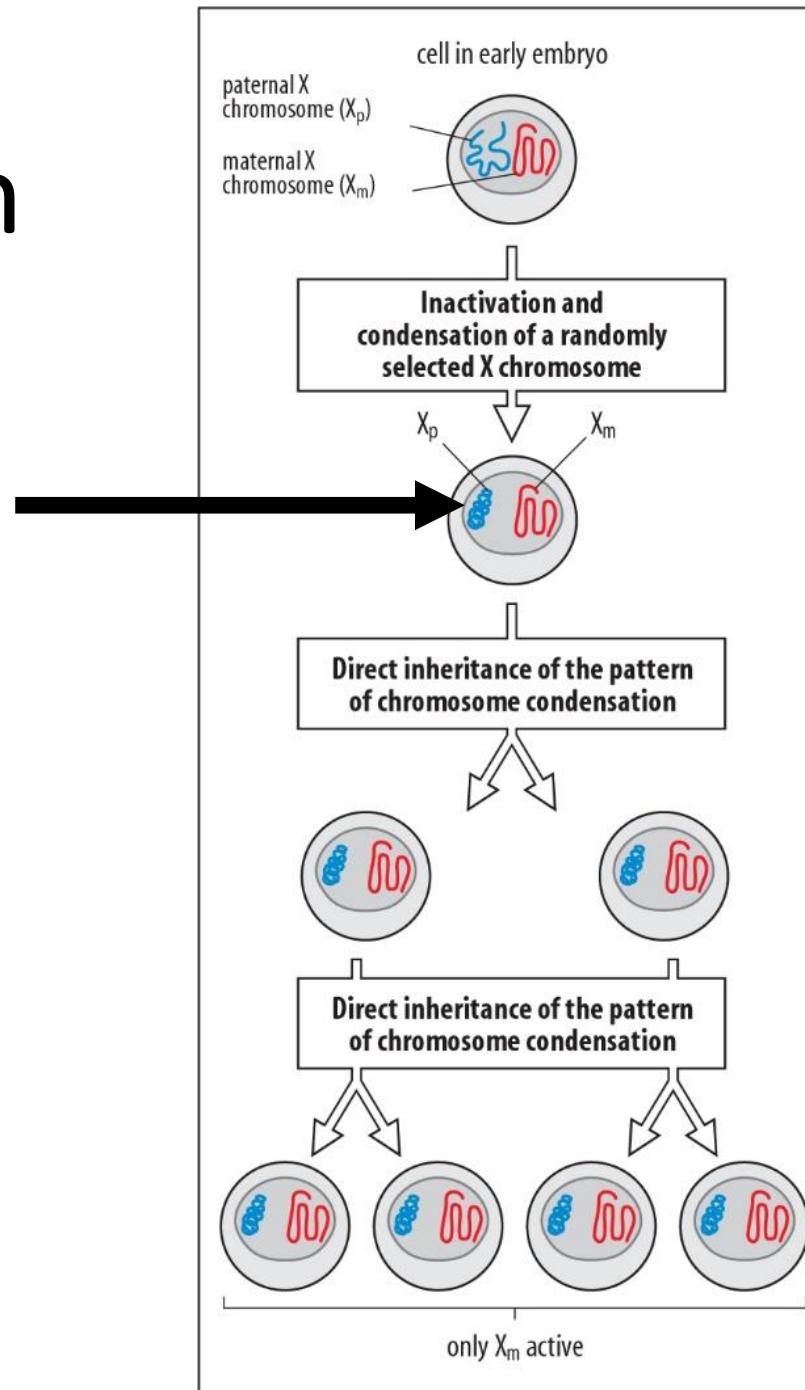 n
cell in early embryo
paternal X
chromosome (Xₚ)
maternal X
chromosome (Xₘ)
Inactivation and
condensation of a randomly
selected X chromosome
Xₚ Xₘ
Direct inheritance of the pattern
of chromosome condensation
Direct inheritance of the pattern
of chromosome condensation
only Xₘ active